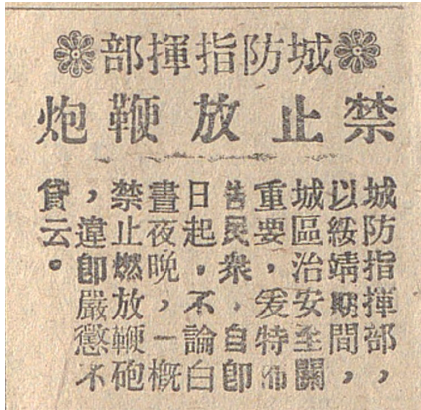 城防指揮部
禁止放鞭炮
城防指揮部，
以綏靖期間，
城區治安至關
重要，爰特佈
告民衆，自即
日起，不論白
晝夜晚，一概
禁止燃放鞭砲
，違即嚴懲不
貸云。